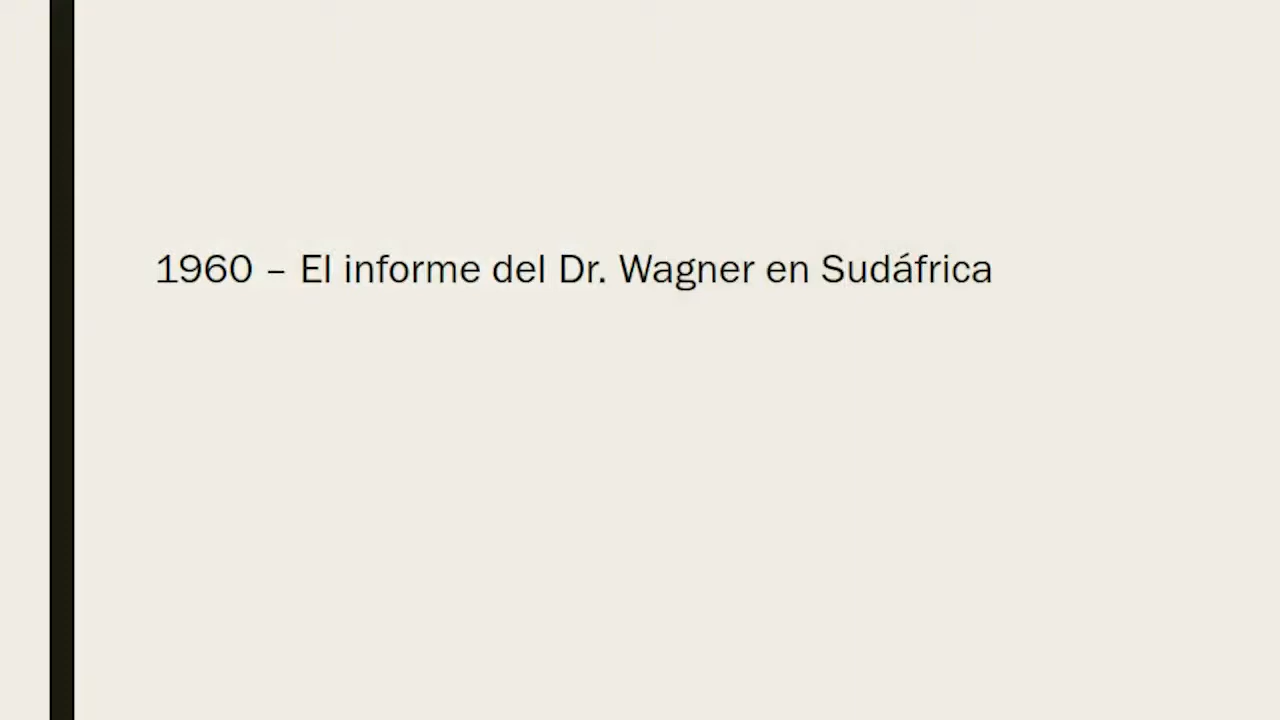 1960 – El informe del Dr. Wagner en Sudáfrica